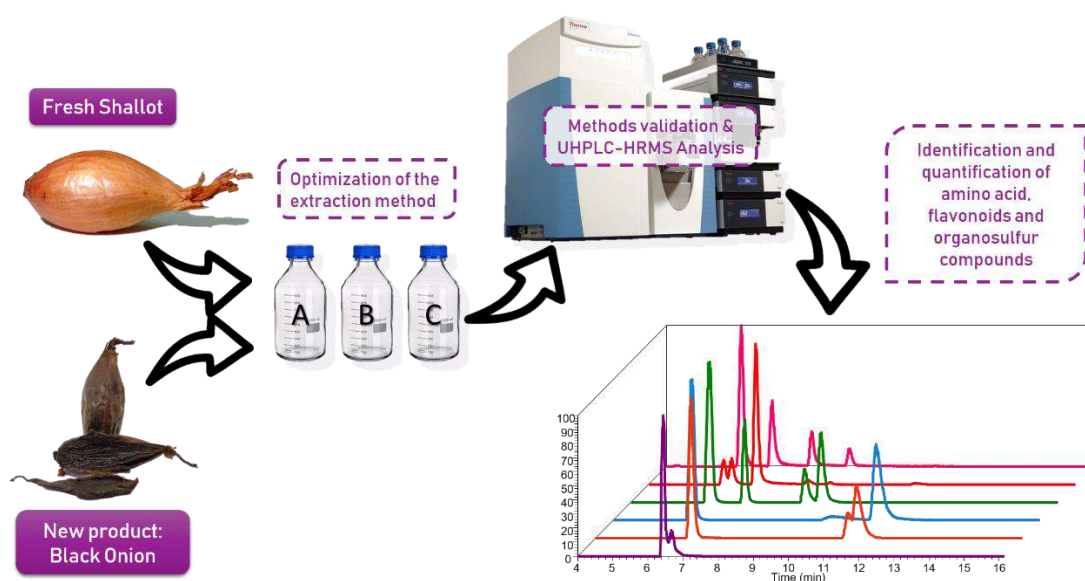 Fresh Shallot
Optimization of the
extraction method
A
B
C
Thermo
Methods validation &
UHPLC-HRMS Analysis
Identification and
quantification of
amino acid,
flavonoids and
organosulfur
compounds
New product:
Black Onion
100
90
80
70
60
50
40
30
20
10
0
4 5 6 7 8 9 10 11 12 13 14 15 16
Time (min)